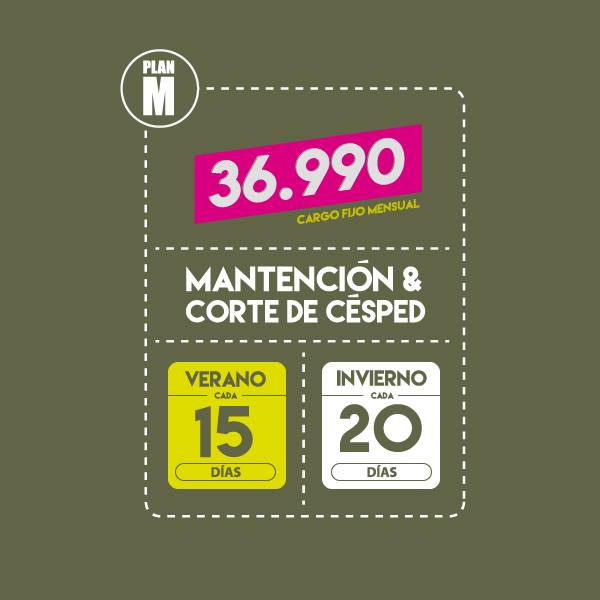 PLAN
M
36.990
CARGO FIJO MENSUAL
MANTENCIÓN &
CORTE DE CÉSPED
VERANO
CADA
15
DÍAS
INVIERNO
CADA
20
DÍAS